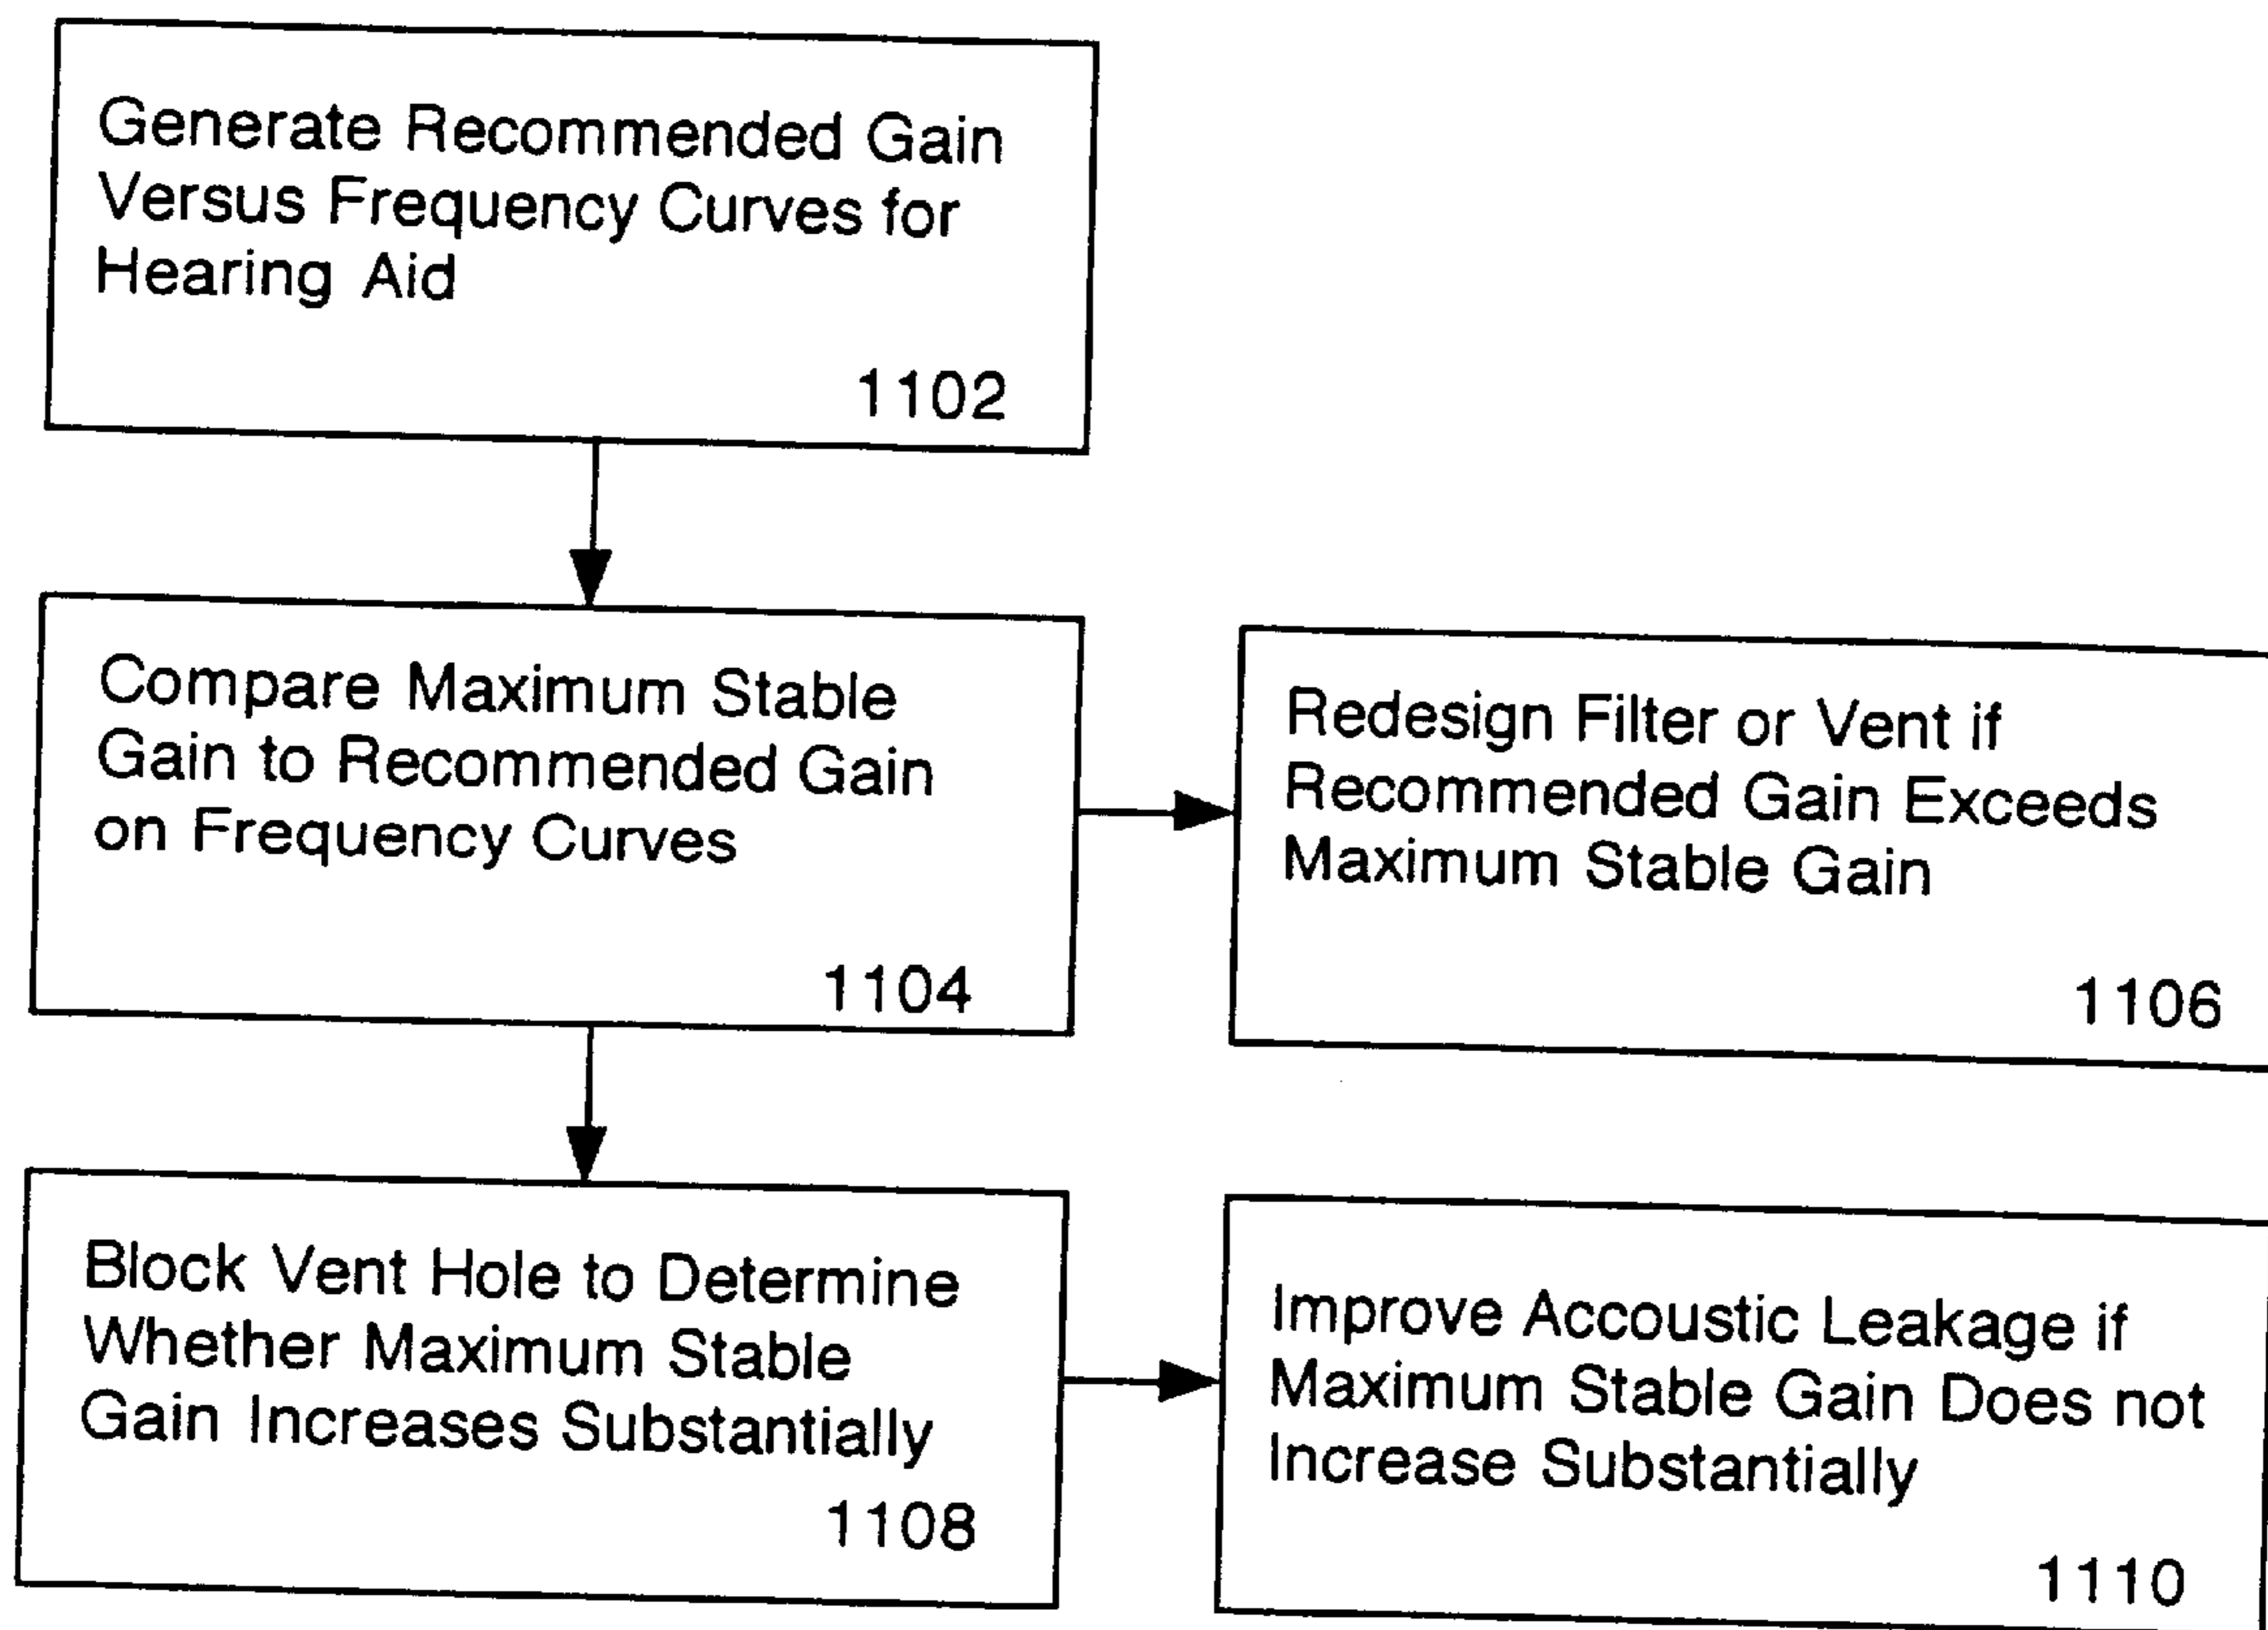 Generate Recommended Gain
Versus Frequency Curves for
Hearing Aid
1102
Compare Maximum Stable
Gain to Recommended Gain
on Frequency Curves
1104
Redesign Filter or Vent if
Recommended Gain Exceeds
Maximum Stable Gain
1106
Block Vent Hole to Determine
Whether Maximum Stable
Gain Increases Substantially
1108
Improve Accoustic Leakage if
Maximum Stable Gain Does not
Increase Substantially
1110